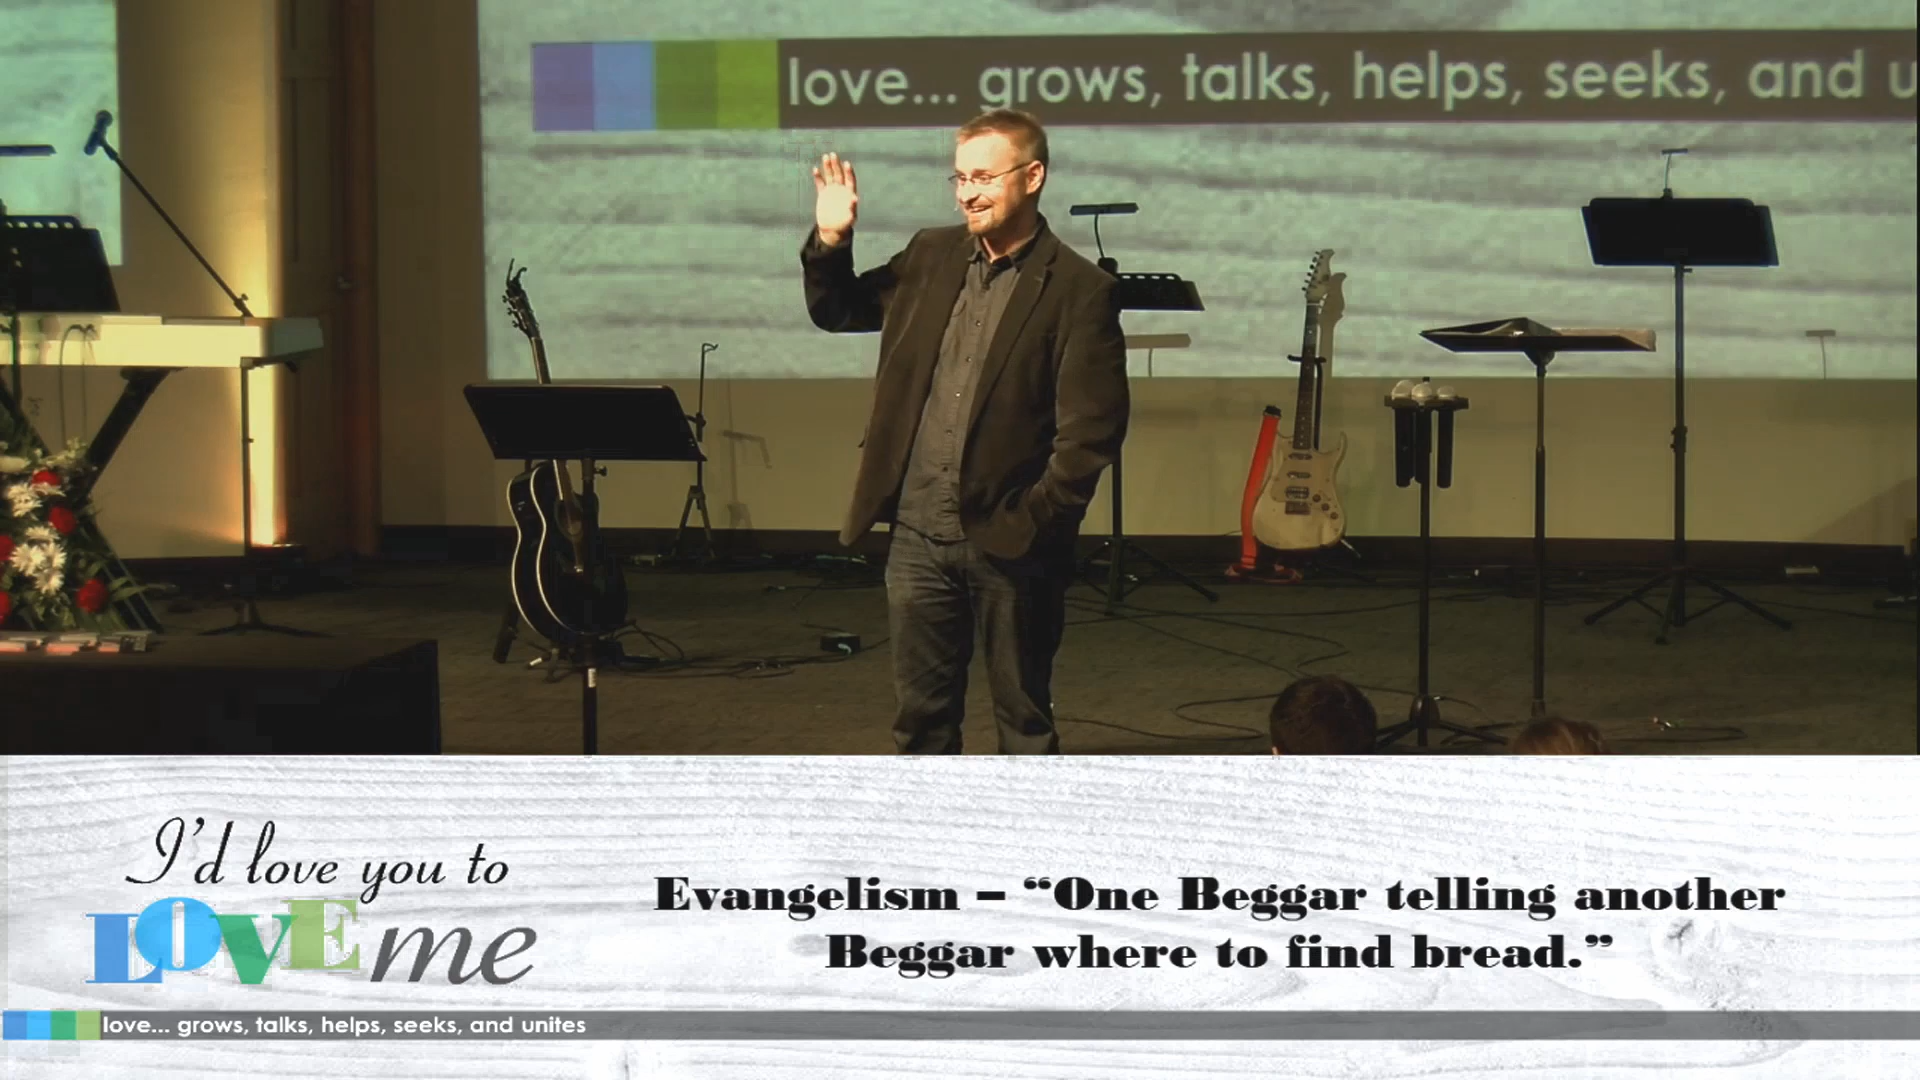 love... grows, talks, helps, seeks, and u
I'd love you to
LOVE me
Evangelism – “One Beggar telling another
Beggar where to find bread.”
love... grows, talks, helps, seeks, and unites